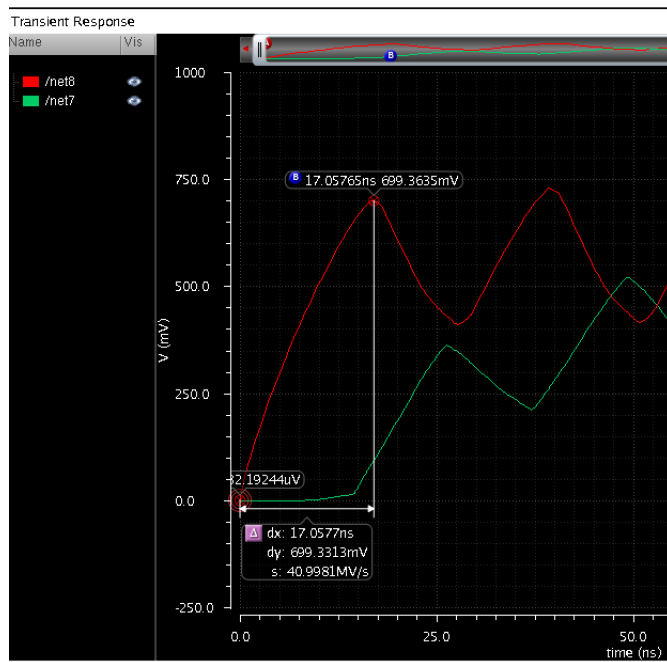 Transient Response
Name Vis
B
/net8
/net7
1000
750.0
500.0
250.0
0.0
-250.0
V (mV)
B 17.05765ns 699.3635mV
32.19244uV
Δ dx: 17.0577ns
dy: 699.3313mV
s: 40.9981MV/s
0.0 25.0 50.0
time (ns)